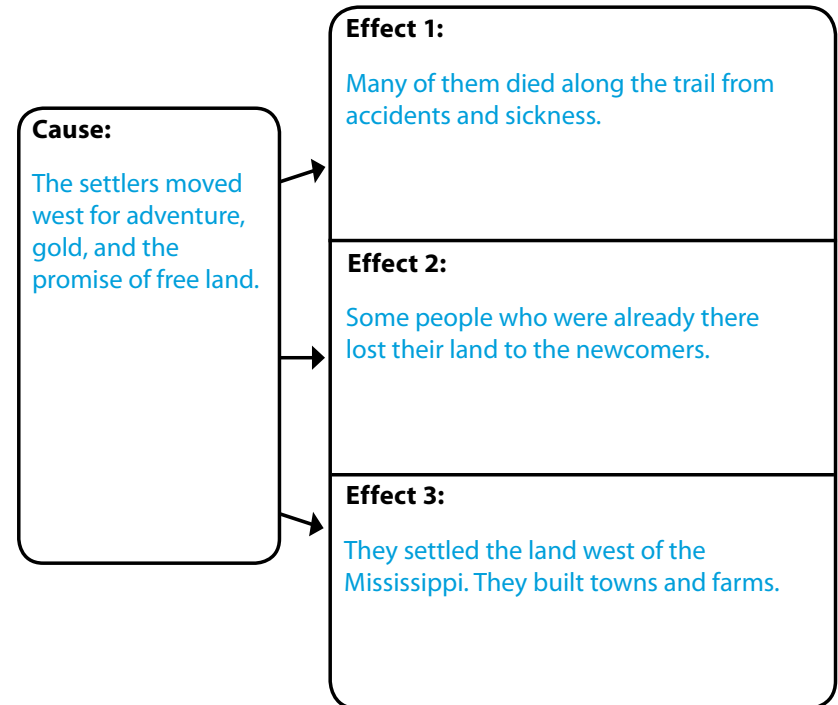 Cause:
The settlers moved
west for adventure,
gold, and the
promise of free land.
Effect 1:
Many of them died along the trail from
accidents and sickness.
Effect 2:
Some people who were already there
lost their land to the newcomers.
Effect 3:
They settled the land west of the
Mississippi. They built towns and farms.